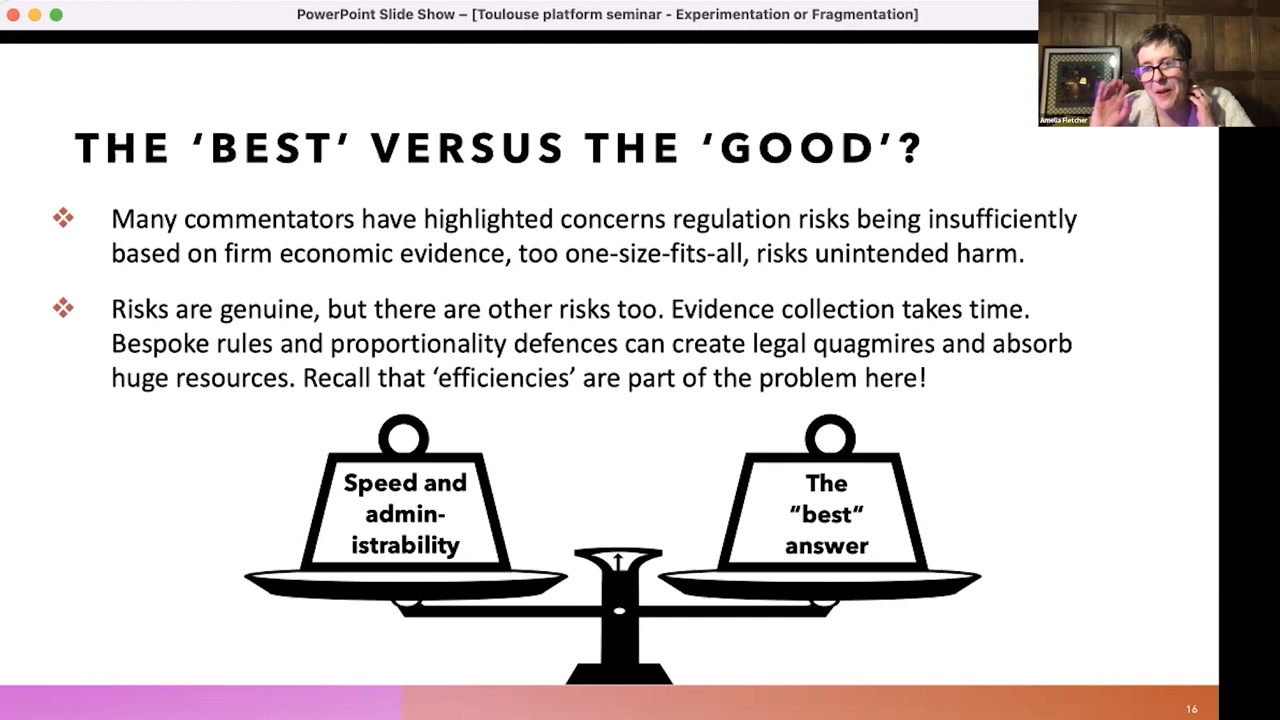 PowerPoint Slide Show – [Toulouse platform seminar - Experimentation or Fragmentation]
Amelia Fletcher
THE ‘BEST’ VERSUS THE ‘GOOD’?
Many commentators have highlighted concerns regulation risks being insufficiently
based on firm economic evidence, too one-size-fits-all, risks unintended harm.
Risks are genuine, but there are other risks too. Evidence collection takes time.
Bespoke rules and proportionality defences can create legal quagmires and absorb
huge resources. Recall that ‘efficiencies’ are part of the problem here!
Speed and
admin-
istrability
The
“best“
answer
16